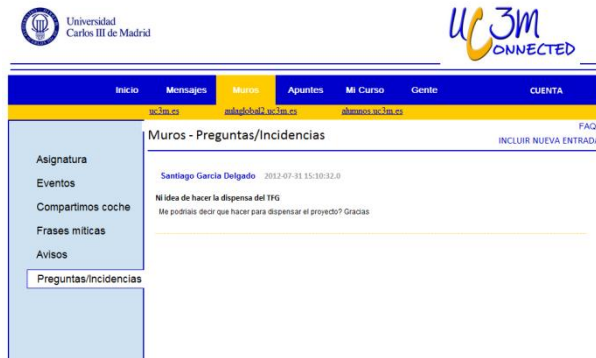 Universidad
Carlos III de Madrid
UC3M
CONNECTED
Inicio Mensajes Muros Apuntes Mi Curso Gente CUENTA
uc3m.es aulaglobal2.uc3m.es alumnos.uc3m.es
Muros - Preguntas/Incidencias
FAQ
INCLUIR NUEVA ENTRADA
Asignatura
Eventos
Compartimos coche
Frases míticas
Avisos
Preguntas/Incidencias
Santiago Garcia Delgado 2012-07-31 15:10:32.0
Ni idea de hacer la dispensa del TFG
Me podriais decir que hacer para dispensar el proyecto? Gracias